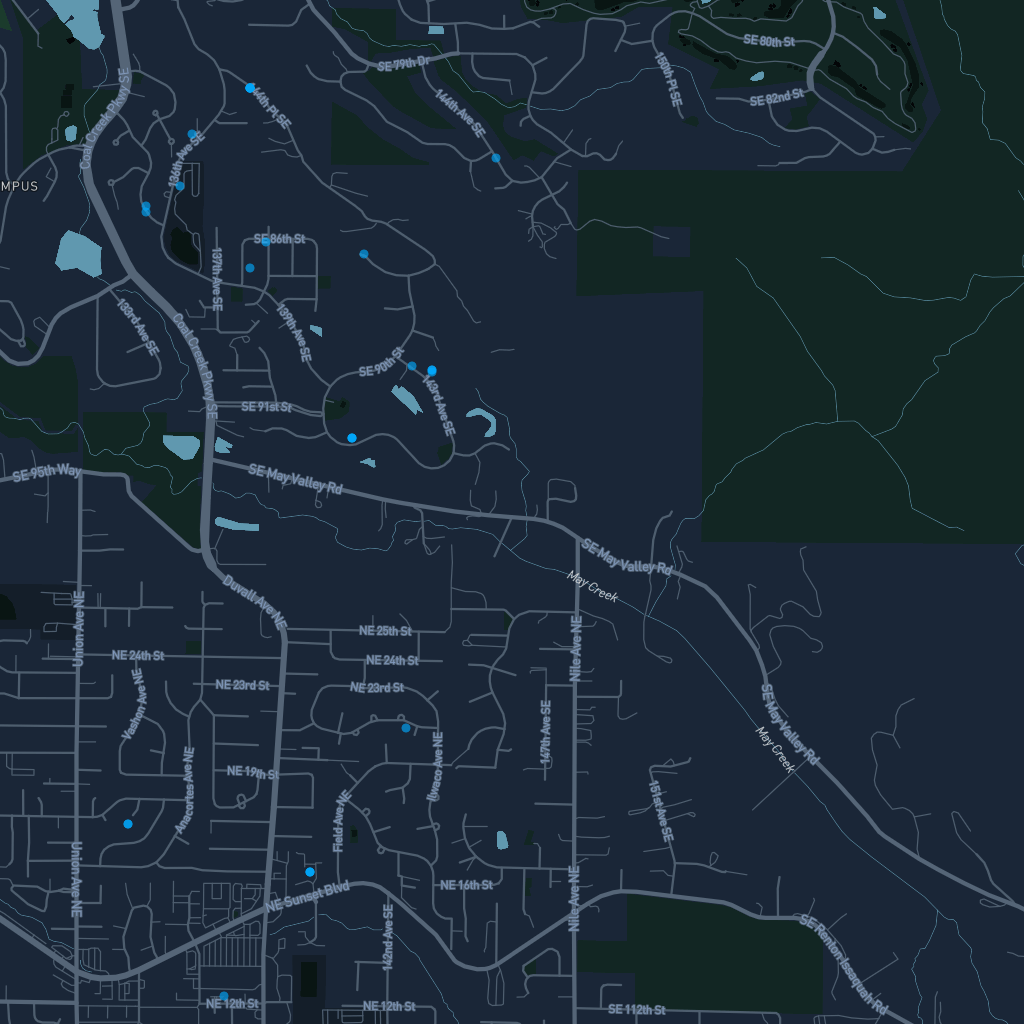 SE 80th St
SE 79th Dr
150th Pl SE
144th Ave SE
SE 82nd St
Coal Creek Pkwy SE
44th Pl SE
136th Ave SE
MPUS
SE 86th St
137th Ave SE
133rd Ave SE
Coal Creek Pkwy SE
139th Ave SE
SE 90th St
143rd Ave SE
SE 91st St
SE 95th Way
SE May Valley Rd
SE May Valley Rd
May Creek
Duvall Ave NE
Union Ave NE
NE 25th St
Nile Ave NE
NE 24th St
NE 24th St
NE 23rd St
NE 23rd St
Vashon Ave NE
147th Ave SE
SE May Valley Rd
May Creek
Ilwaco Ave NE
NE 19th St
Anacortes Ave NE
Field Ave NE
151st Ave SE
Union Ave NE
NE 16th St
NE Sunset Blvd
Nile Ave NE
142nd Ave SE
SE Renton Issaquah Rd
NE 12th St
NE 12th St
SE 112th St